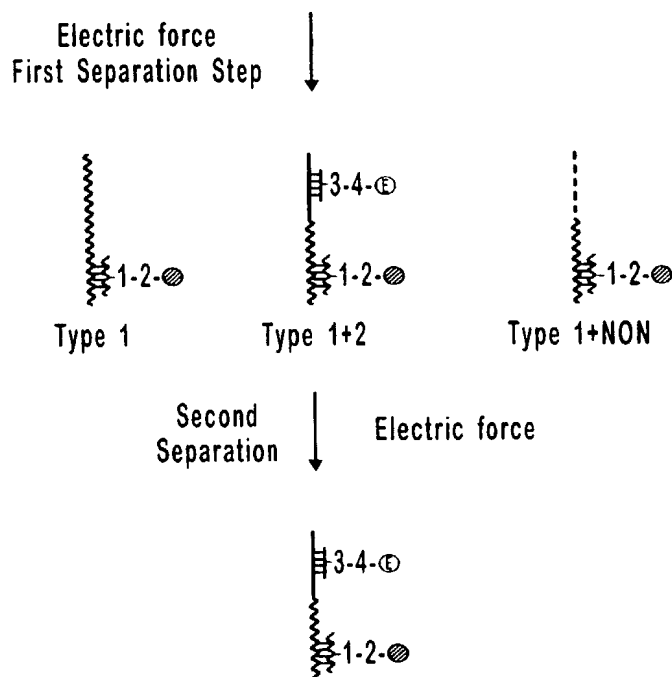 Electric force
First Separation Step
3-4-E
1-2-
1-2-
1-2-
Type 1
Type 1+2
Type 1+NON
Second
Separation
Electric force
3-4-E
1-2-